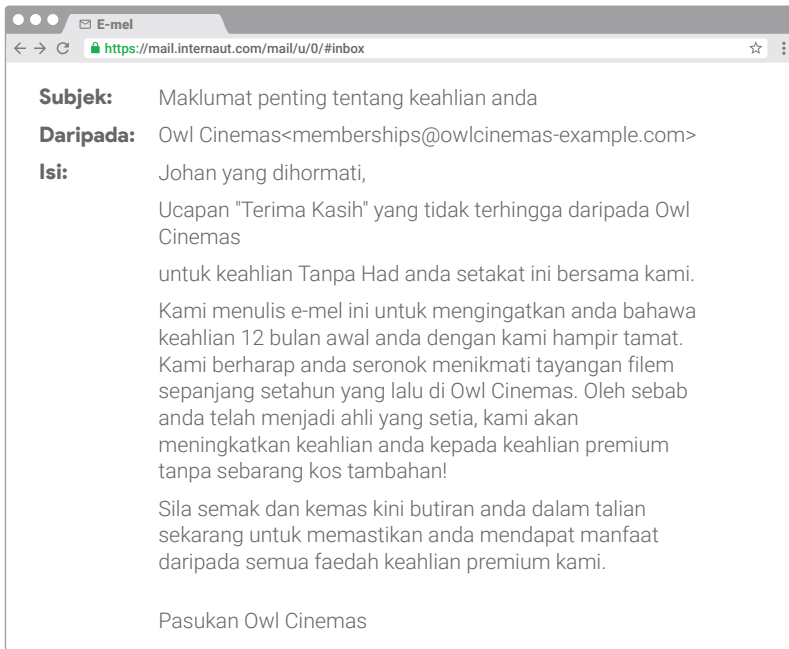 E-mel
https://mail.internaut.com/mail/u/0/#inbox
Subjek: Maklumat penting tentang keahlian anda
Daripada: Owl Cinemas<memberships@owlcinemas-example.com>
Isi: Johan yang dihormati,
Ucapan "Terima Kasih" yang tidak terhingga daripada Owl
Cinemas
untuk keahlian Tanpa Had anda setakat ini bersama kami.
Kami menulis e-mel ini untuk mengingatkan anda bahawa
keahlian 12 bulan awal anda dengan kami hampir tamat.
Kami berharap anda seronok menikmati tayangan filem
sepanjang setahun yang lalu di Owl Cinemas. Oleh sebab
anda telah menjadi ahli yang setia, kami akan
meningkatkan keahlian anda kepada keahlian premium
tanpa sebarang kos tambahan!
Sila semak dan kemas kini butiran anda dalam talian
sekarang untuk memastikan anda mendapat manfaat
daripada semua faedah keahlian premium kami.
Pasukan Owl Cinemas